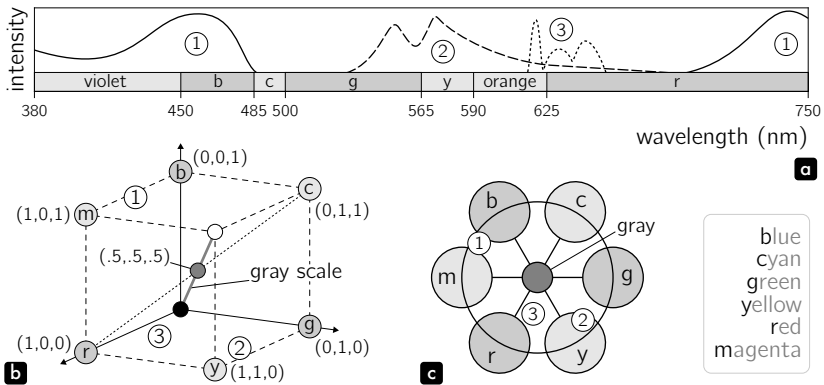 intensity
1
2
3
1
violet b c g y orange r
380 450 485 500 565 590 625 750
wavelength (nm)
a
b (0,0,1)
1
c
(0,1,1)
(1,0,1) m
(.5,.5,.5)
gray scale
(1,0,0) r
3
2
g
(0,1,0)
y (1,1,0)
b
b c
gray
1
m g
3 2
r y
c
blue
cyan
green
yellow
red
magenta